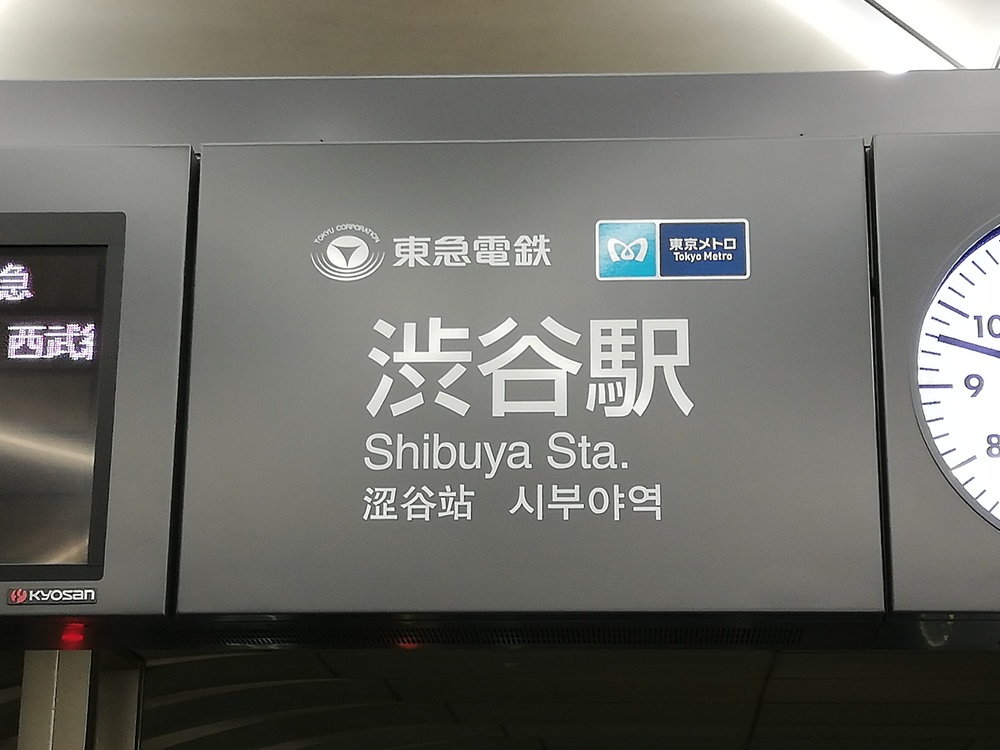 急
西武
KYOSAN
TOKYU CORPORATION
東急電鉄
東京メトロ
Tokyo Metro
渋谷駅
Shibuya Sta.
涩谷站 시부야역
10
9
8